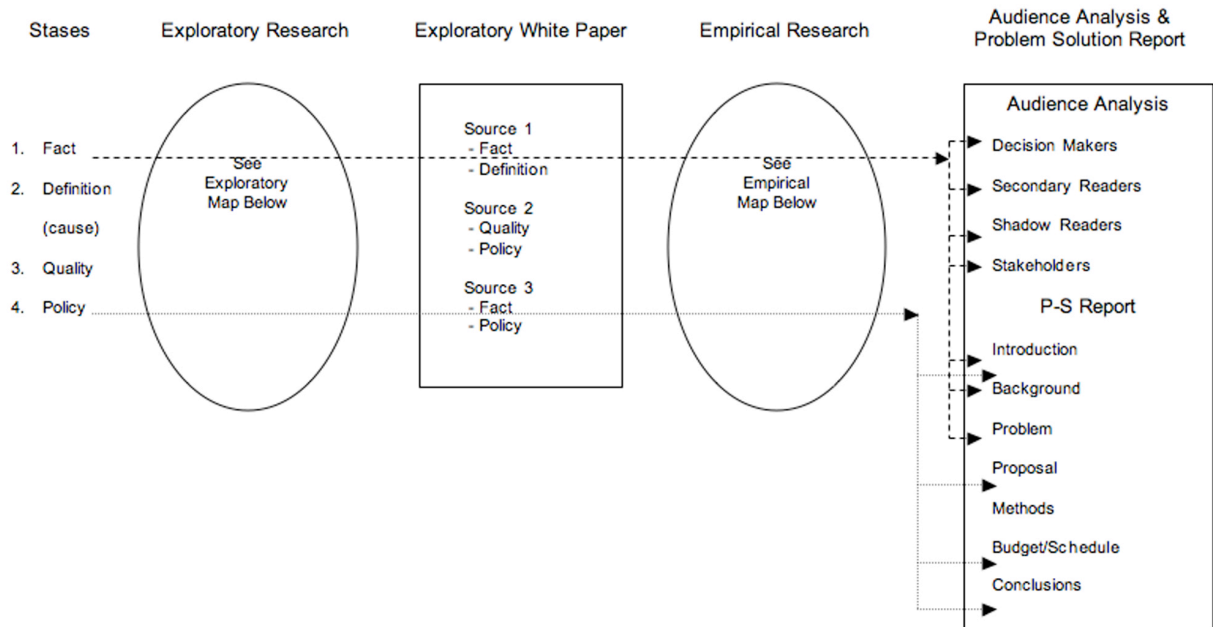 Stases
Exploratory Research
Exploratory White Paper
Empirical Research
Audience Analysis &
Problem Solution Report
1. Fact
2. Definition
(cause)
3. Quality
4. Policy
See
Exploratory
Map Below
Source 1
- Fact
- Definition
Source 2
- Quality
- Policy
Source 3
- Fact
- Policy
See
Empirical
Map Below
Audience Analysis
Decision Makers
Secondary Readers
Shadow Readers
Stakeholders
P-S Report
Introduction
Background
Problem
Proposal
Methods
Budget/Schedule
Conclusions